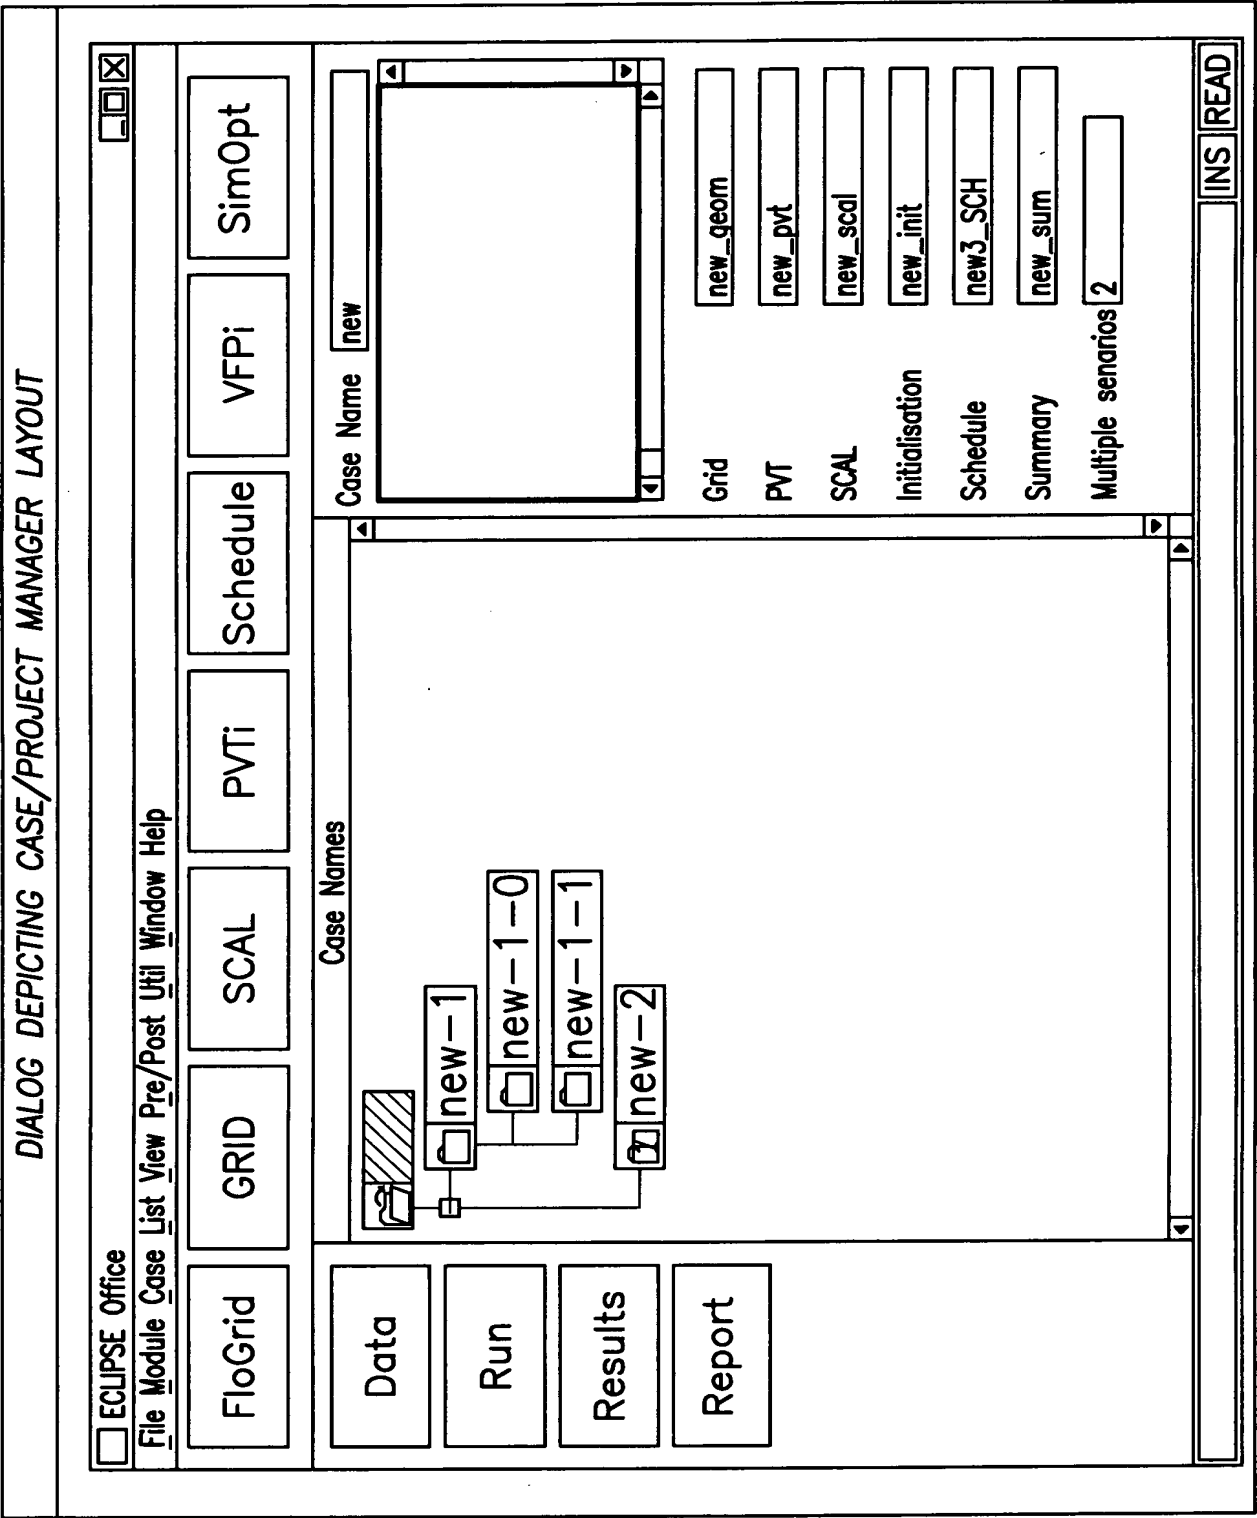 DIALOG DEPICTING CASE/PROJECT MANAGER LAYOUT
ECLIPSE Office
File Module Case List View Pre/Post Util Window Help
FloGrid GRID SCAL PVTi Schedule VFPi SimOpt
Data
Run
Results
Report
Case Names
new-1
new-1-0
new-1-1
new-2
Case Name new
Grid new_qeom
PVT new_pvt
SCAL new_scal
Initialisation new_init
Schedule new3_SCH
Summary new_sum
Multiple senarios 2
INS READ